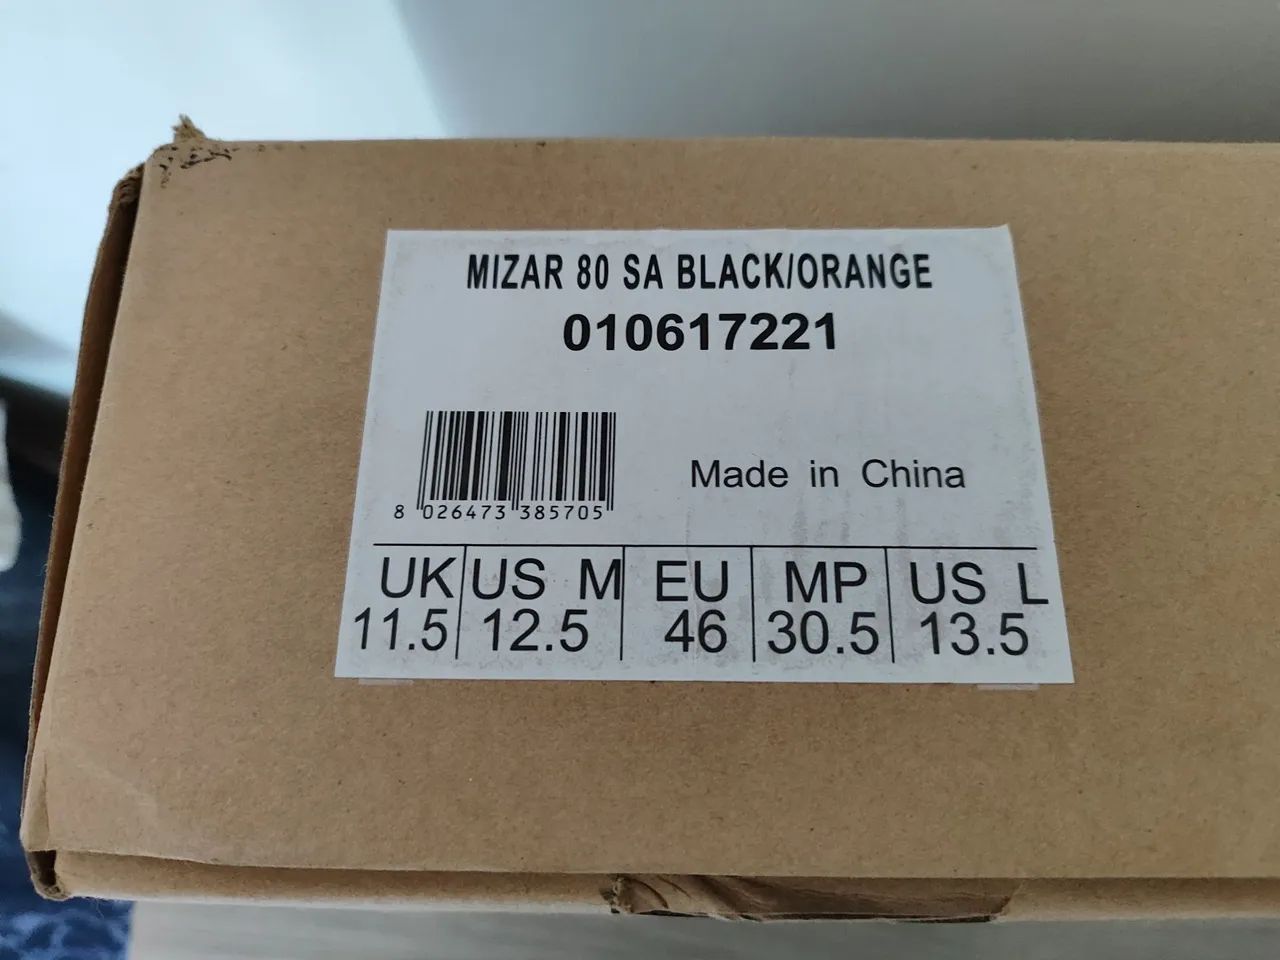 MIZAR 80 SA BLACK/ORANGE
010617221
Made in China
8 026473 385705
UK US M EU MP US L
11.5 12.5 46 30.5 13.5